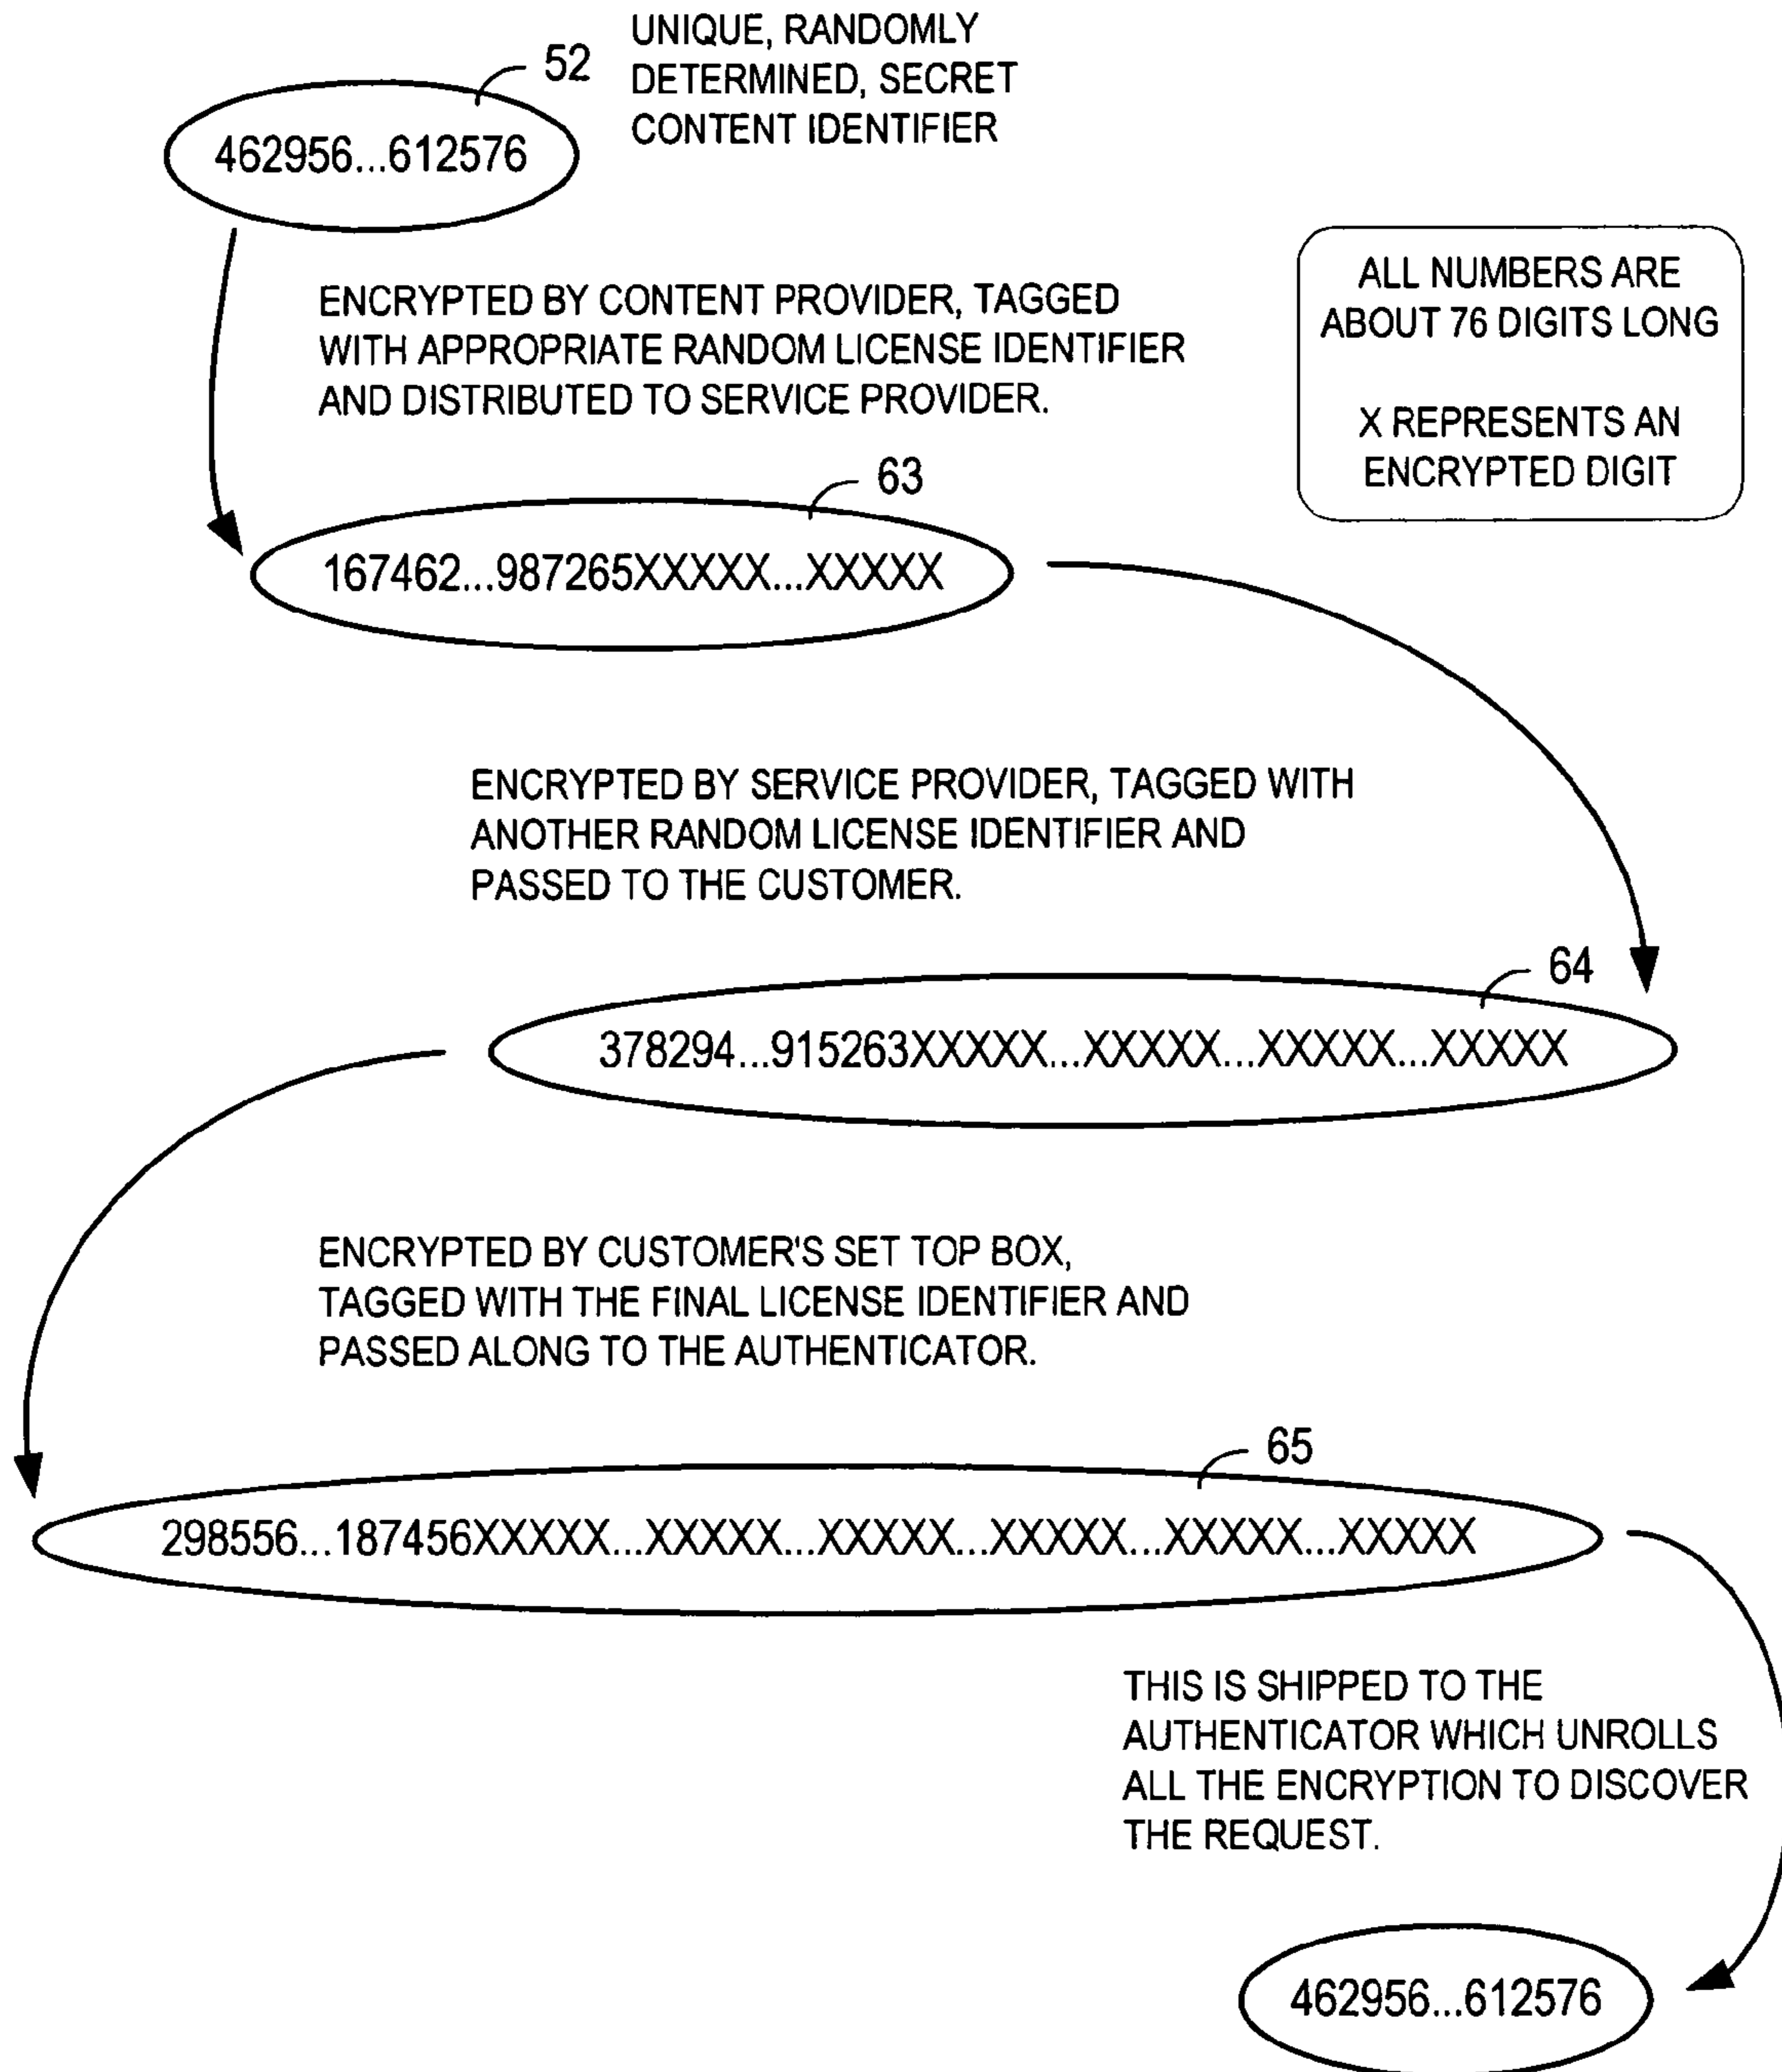 52
UNIQUE, RANDOMLY
DETERMINED, SECRET
CONTENT IDENTIFIER
462956...612576
ENCRYPTED BY CONTENT PROVIDER, TAGGED
WITH APPROPRIATE RANDOM LICENSE IDENTIFIER
AND DISTRIBUTED TO SERVICE PROVIDER.
ALL NUMBERS ARE
ABOUT 76 DIGITS LONG
X REPRESENTS AN
ENCRYPTED DIGIT
63
167462...987265XXXXX...XXXXX
ENCRYPTED BY SERVICE PROVIDER, TAGGED WITH
ANOTHER RANDOM LICENSE IDENTIFIER AND
PASSED TO THE CUSTOMER.
64
378294...915263XXXXX...XXXXX...XXXXX...XXXXX
ENCRYPTED BY CUSTOMER'S SET TOP BOX,
TAGGED WITH THE FINAL LICENSE IDENTIFIER AND
PASSED ALONG TO THE AUTHENTICATOR.
65
298556...187456XXXXX...XXXXX...XXXXX...XXXXX...XXXXX...XXXXX
THIS IS SHIPPED TO THE
AUTHENTICATOR WHICH UNROLLS
ALL THE ENCRYPTION TO DISCOVER
THE REQUEST.
462956...612576